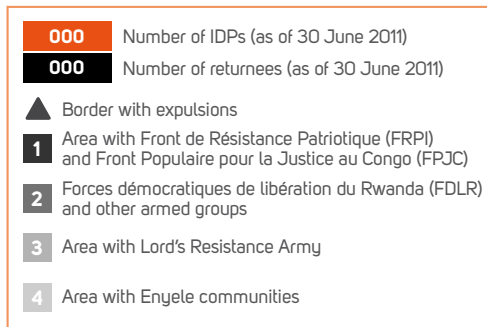 000 Number of IDPs (as of 30 June 2011)
000 Number of returnees (as of 30 June 2011)
Border with expulsions
1 Area with Front de Résistance Patriotique (FRPI)
and Front Populaire pour la Justice au Congo (FPJC)
2 Forces démocratiques de libération du Rwanda (FDLR)
and other armed groups
3 Area with Lord's Resistance Army
4 Area with Enyele communities